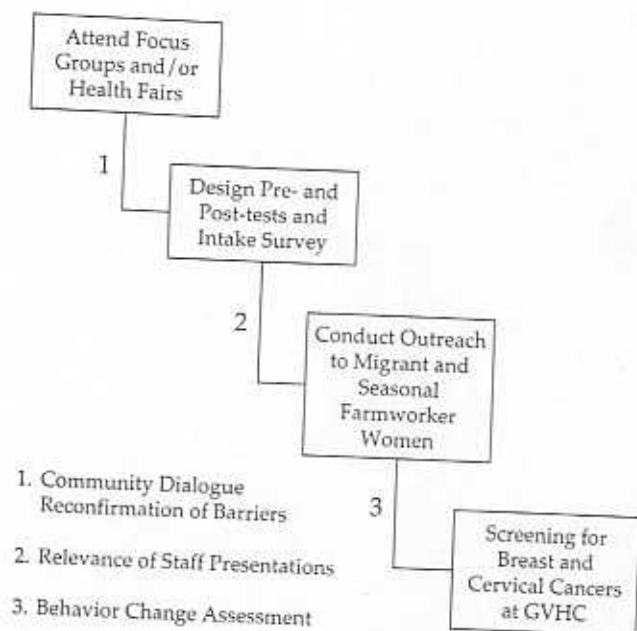 Attend Focus
Groups and/or
Health Fairs
1
Design Pre- and
Post-tests and
Intake Survey
2
Conduct Outreach
to Migrant and
Seasonal
Farmworker
Women
3
Screening for
Breast and
Cervical Cancers
at GVHC
1. Community Dialogue
Reconfirmation of Barriers
2. Relevance of Staff Presentations
3. Behavior Change Assessment